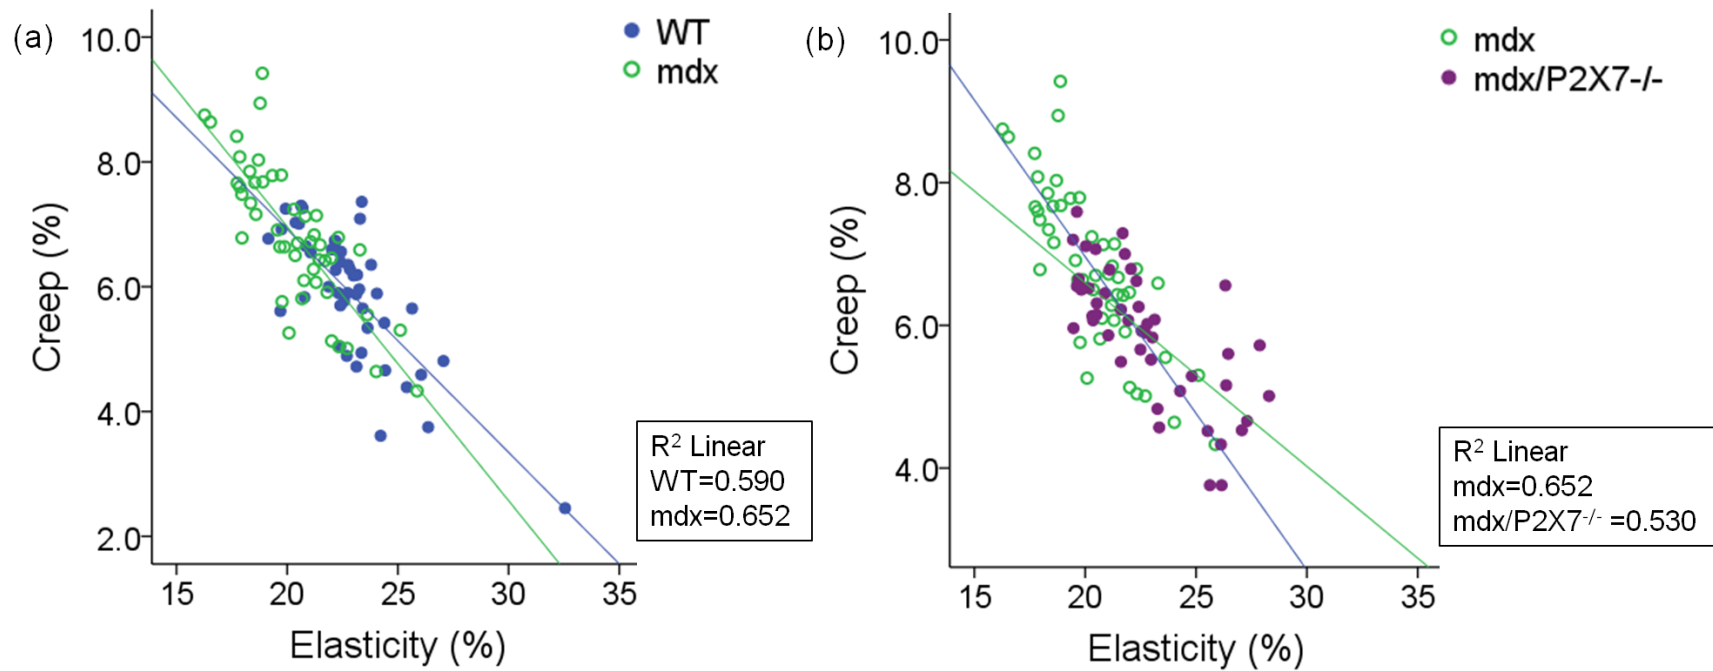 (a)
WT
mdx
10.0
8.0
6.0
4.0
2.0
Creep (%)
15 20 25 30 35
Elasticity (%)
R² Linear
WT=0.590
mdx=0.652
(b)
mdx
mdx/P2X7-/-
10.0
8.0
6.0
4.0
Creep (%)
15 20 25 30 35
Elasticity (%)
R² Linear
mdx=0.652
mdx/P2X7⁻/⁻ =0.530